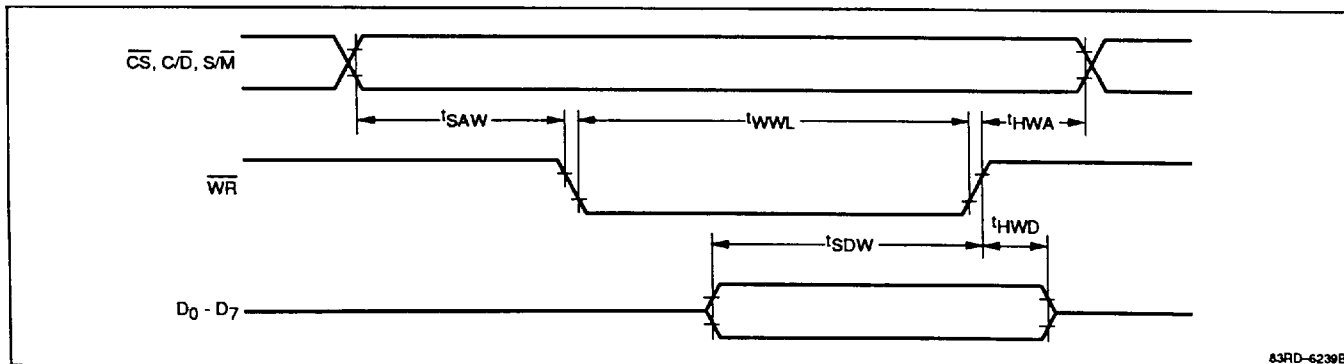 CS, C/D, S/M
tSAW
tWWL
tHWA
WR
tHWD
tSDW
D0 - D7
83RD-6239B